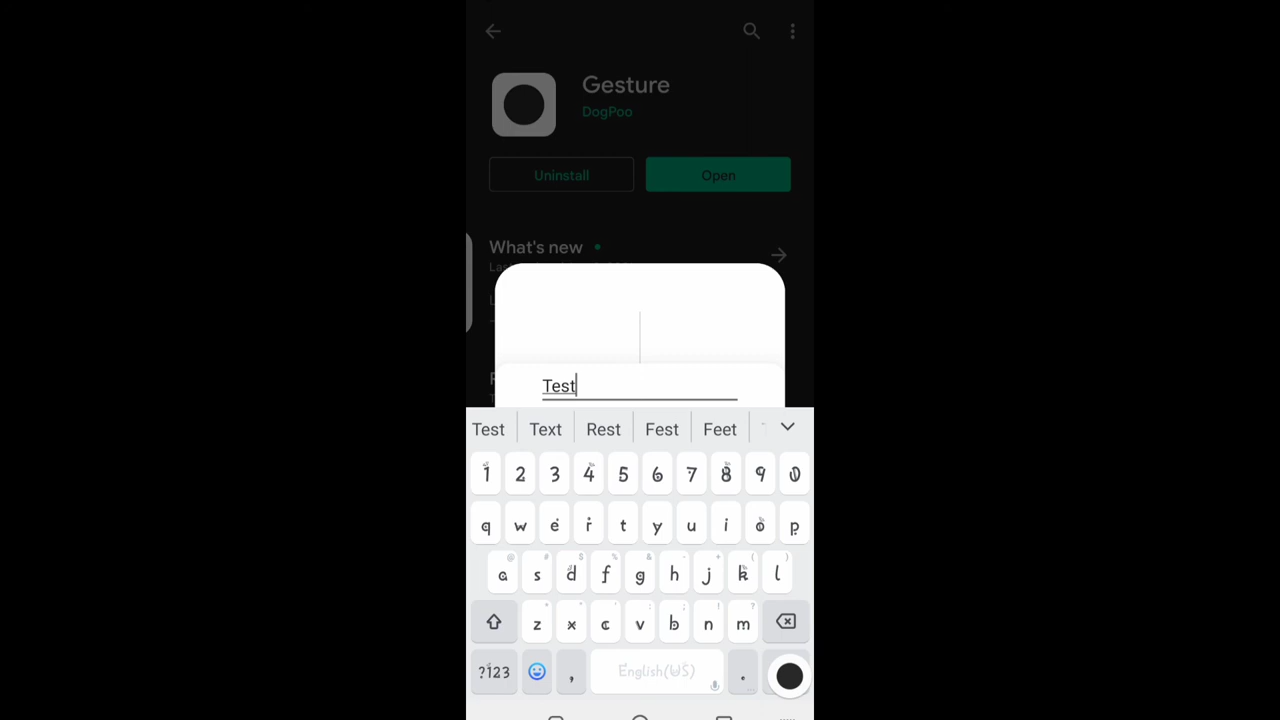 Gesture
DogPoo
Uninstall
Open
What's new
Test
Test
Text
Rest
Fest
Feet
1 2 3 4 5 6 7 8 9 0
q w e r t y u i o p
@ # $ % & - + ( )
a s d f g h j k l
* " ' : ; ! ?
z x c v b n m
?123
,
English(US)
.